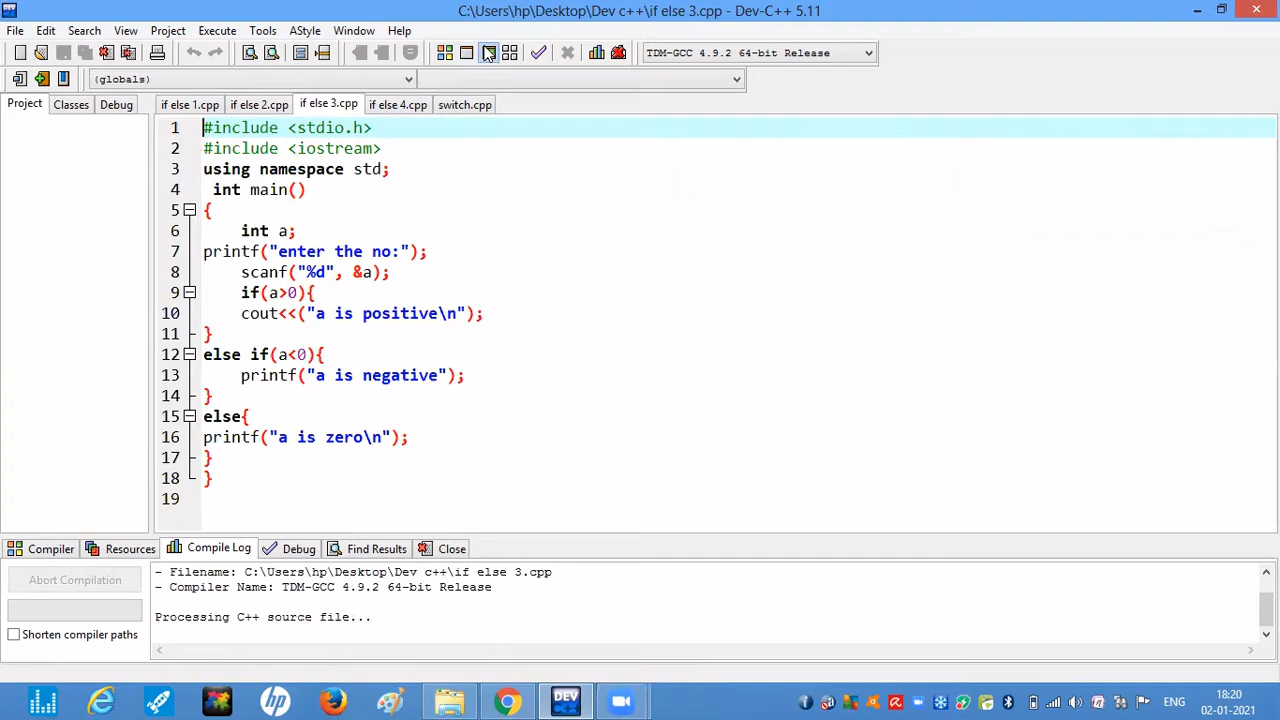 C:\Users\hp\Desktop\Dev c++\if else 3.cpp - Dev-C++ 5.11
File Edit Search View Project Execute Tools AStyle Window Help
TDM-GCC 4.9.2 64-bit Release
(globals)
Project Classes Debug if else 1.cpp if else 2.cpp if else 3.cpp if else 4.cpp switch.cpp
1 #include <stdio.h>
2 #include <iostream>
3 using namespace std;
4 int main()
5 {
6 int a;
7 printf("enter the no:");
8 scanf("%d", &a);
9 if(a>0){
10 cout<<("a is positive\n");
11 }
12 else if(a<0){
13 printf("a is negative");
14 }
15 else{
16 printf("a is zero\n");
17 }
18 }
19
Compiler Resources Compile Log Debug Find Results Close
Abort Compilation
Shorten compiler paths
- Filename: C:\Users\hp\Desktop\Dev c++\if else 3.cpp
- Compiler Name: TDM-GCC 4.9.2 64-bit Release
Processing C++ source file...
hp
DEV
ENG
18:20
02-01-2021